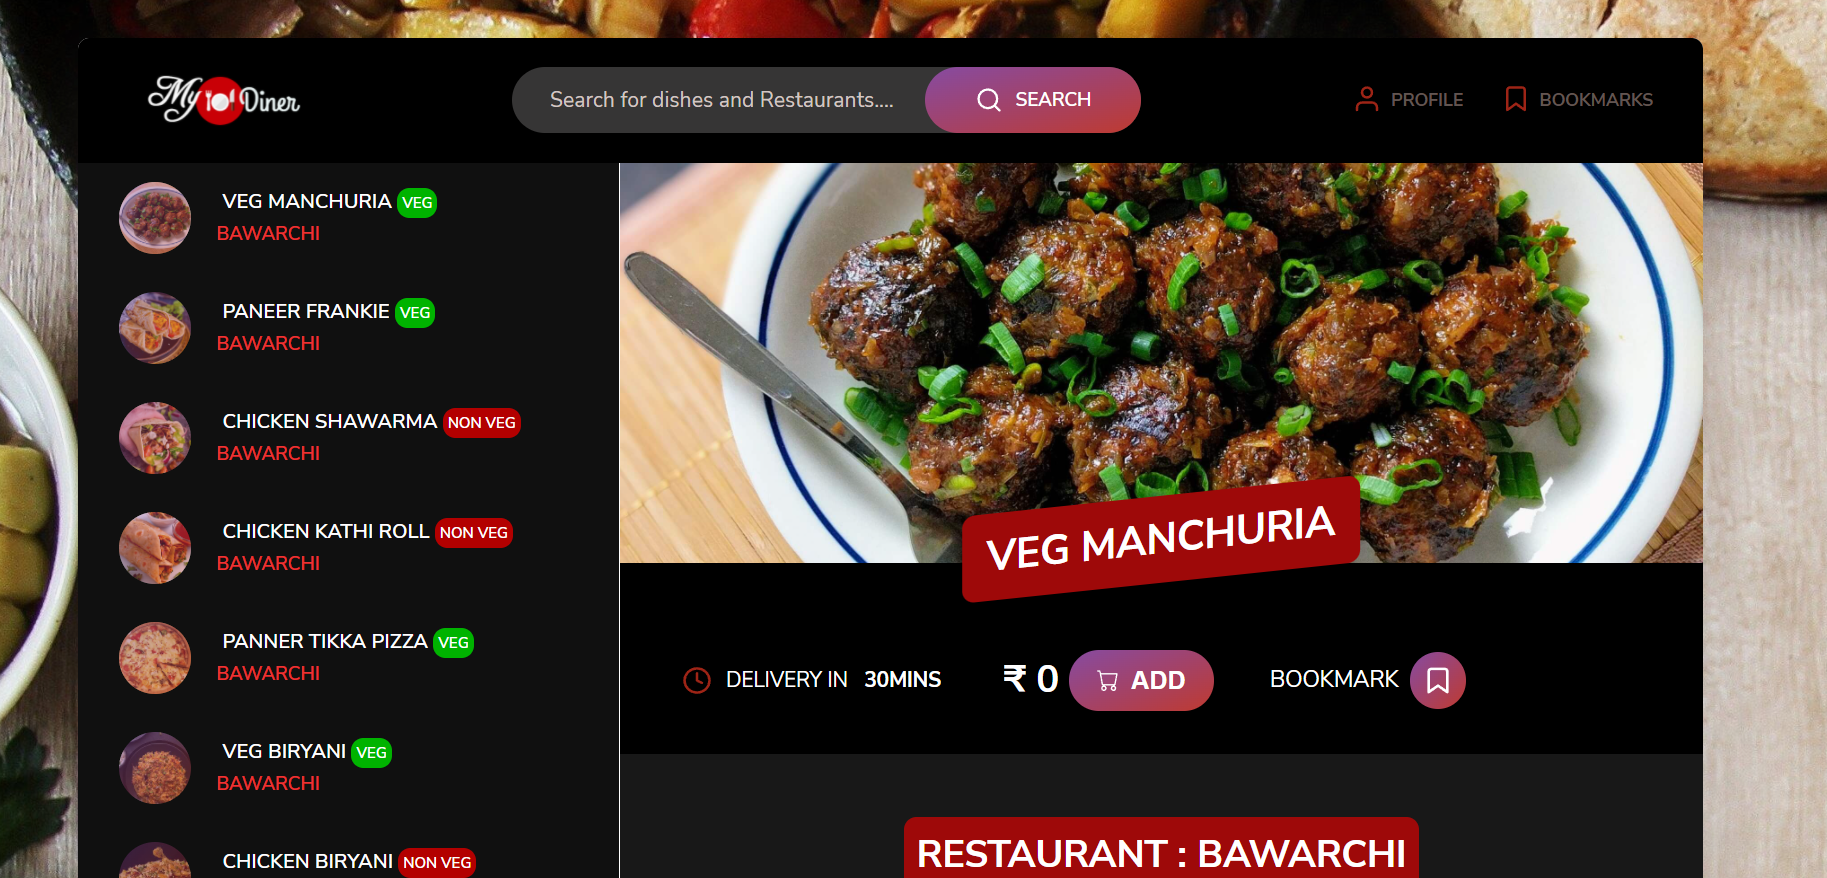 My Diner
Search for dishes and Restaurants....
SEARCH
PROFILE
BOOKMARKS
VEG MANCHURIA VEG
BAWARCHI
PANEER FRANKIE VEG
BAWARCHI
CHICKEN SHAWARMA NON VEG
BAWARCHI
CHICKEN KATHI ROLL NON VEG
BAWARCHI
PANNER TIKKA PIZZA VEG
BAWARCHI
VEG BIRYANI VEG
BAWARCHI
CHICKEN BIRYANI NON VEG
VEG MANCHURIA
DELIVERY IN 30MINS
₹ 0
ADD
BOOKMARK
RESTAURANT : BAWARCHI